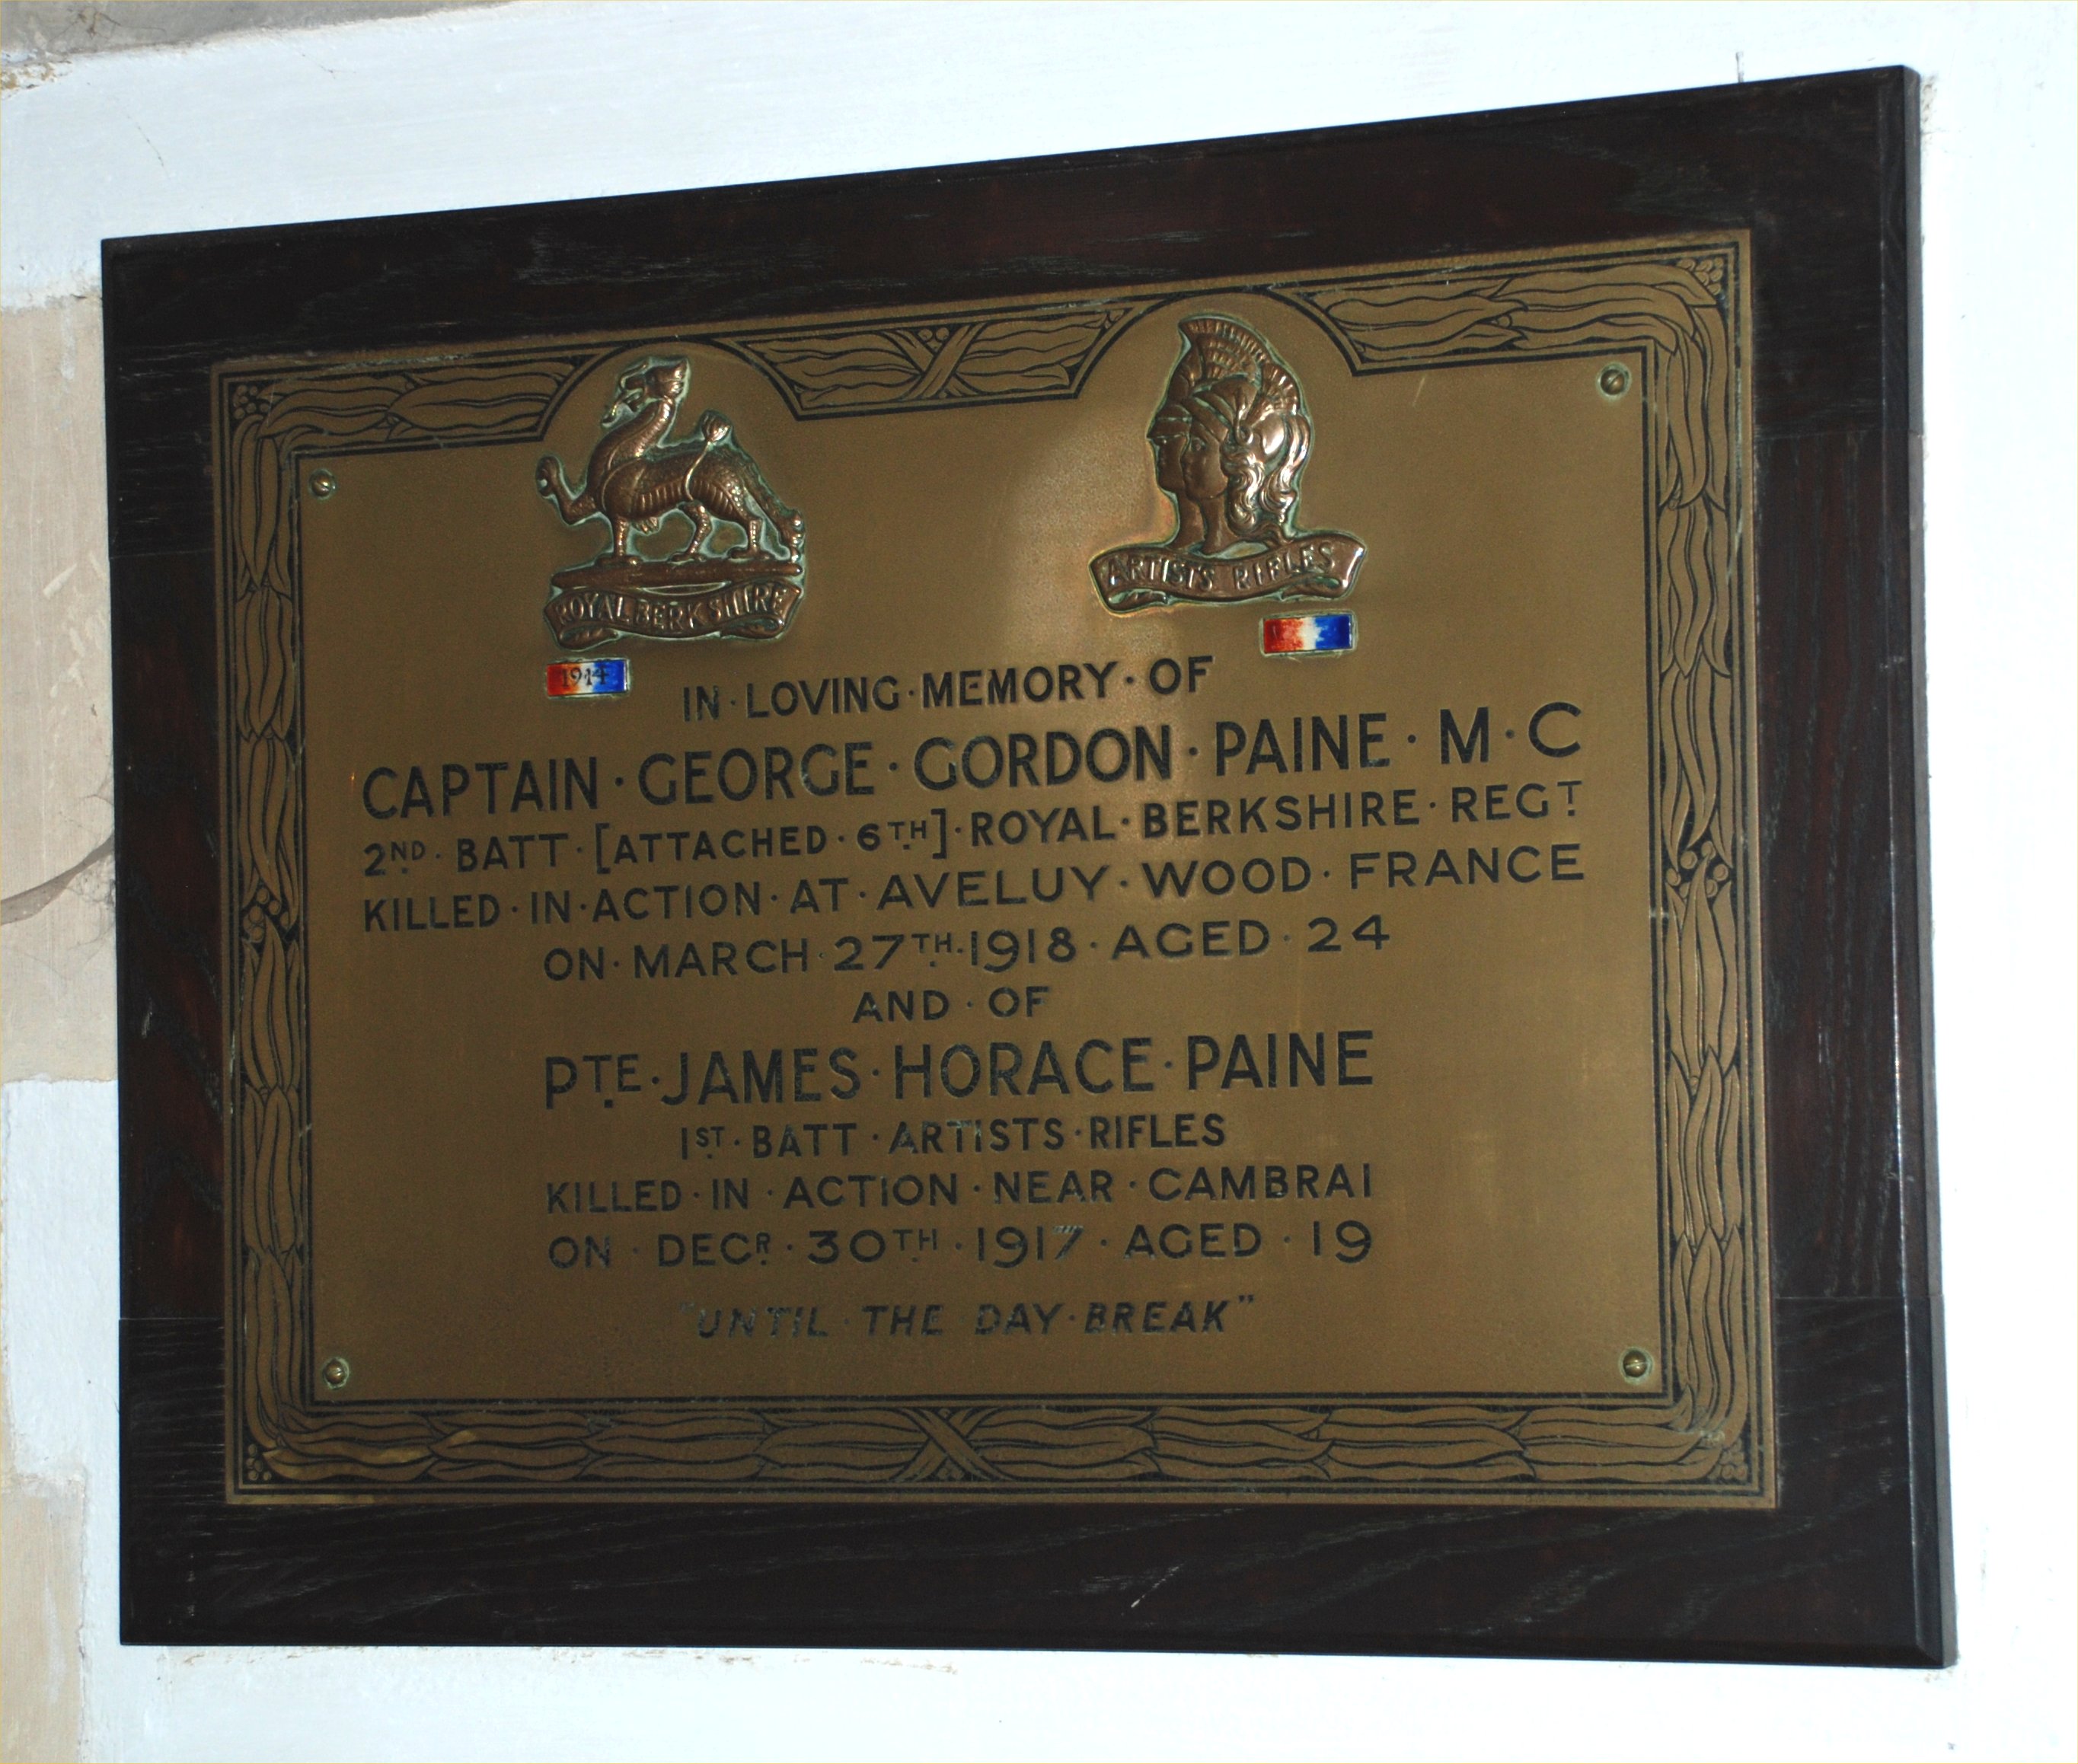 ROYAL BERKSHIRE
ARTISTS RIFLES
1914
IN·LOVING·MEMORY·OF
CAPTAIN·GEORGE·GORDON·PAINE·M·C
2ND·BATT·[ATTACHED·6TH]·ROYAL·BERKSHIRE·REGT
KILLED·IN·ACTION·AT·AVELUY·WOOD·FRANCE
ON·MARCH·27TH·1918·AGED·24
AND·OF
PTE·JAMES·HORACE·PAINE
1ST·BATT·ARTISTS·RIFLES
KILLED·IN·ACTION·NEAR·CAMBRAI
ON·DECR·30TH·1917·AGED·19
"UNTIL·THE DAY·BREAK"